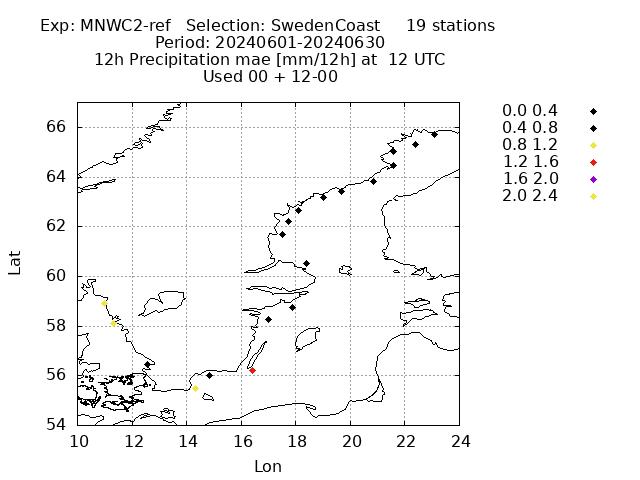 Exp: MNWC2-ref   Selection: SwedenCoast     19 stations
Period: 20240601-20240630
12h Precipitation mae [mm/12h] at  12 UTC
Used 00 + 12-00
0.0 0.4
0.4 0.8
0.8 1.2
1.2 1.6
1.6 2.0
2.0 2.4
66
64
62
60
58
56
54
Lat
10 12 14 16 18 20 22 24
Lon